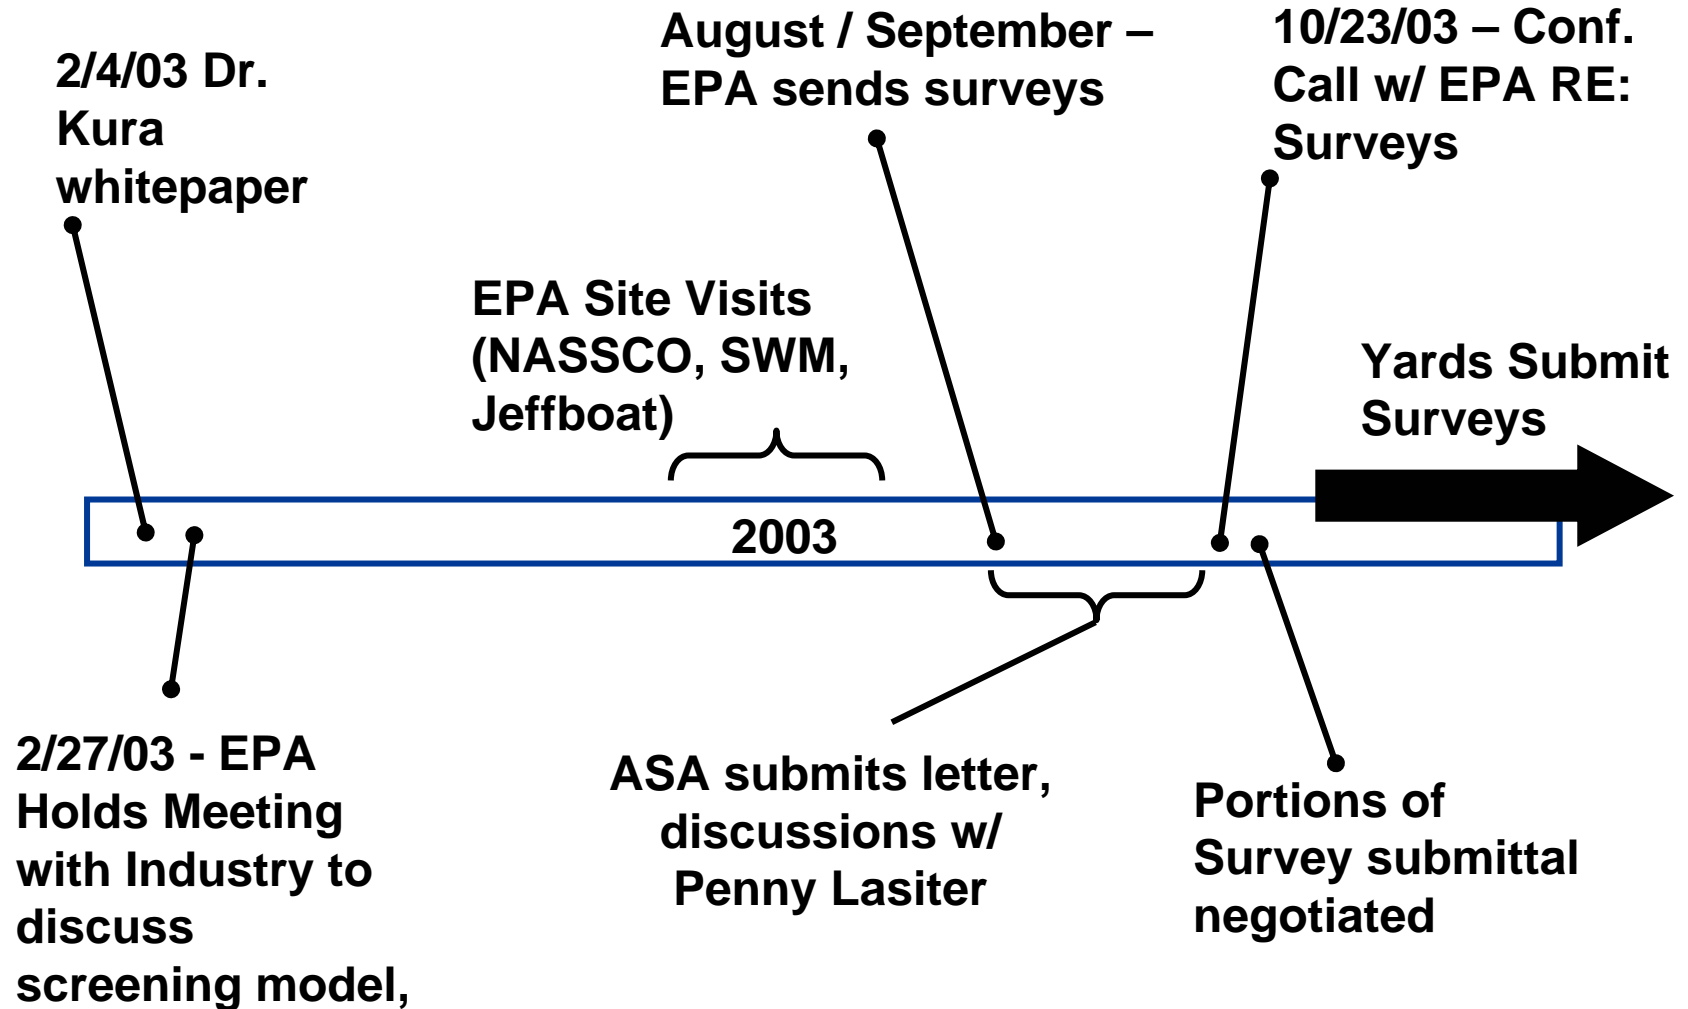 2/4/03 Dr.
Kura
whitepaper
August / September –
EPA sends surveys
10/23/03 – Conf.
Call w/ EPA RE:
Surveys
EPA Site Visits
(NASSCO, SWM,
Jeffboat)
Yards Submit
Surveys
2003
2/27/03 - EPA
Holds Meeting
with Industry to
discuss
screening model,
ASA submits letter,
discussions w/
Penny Lasiter
Portions of
Survey submittal
negotiated